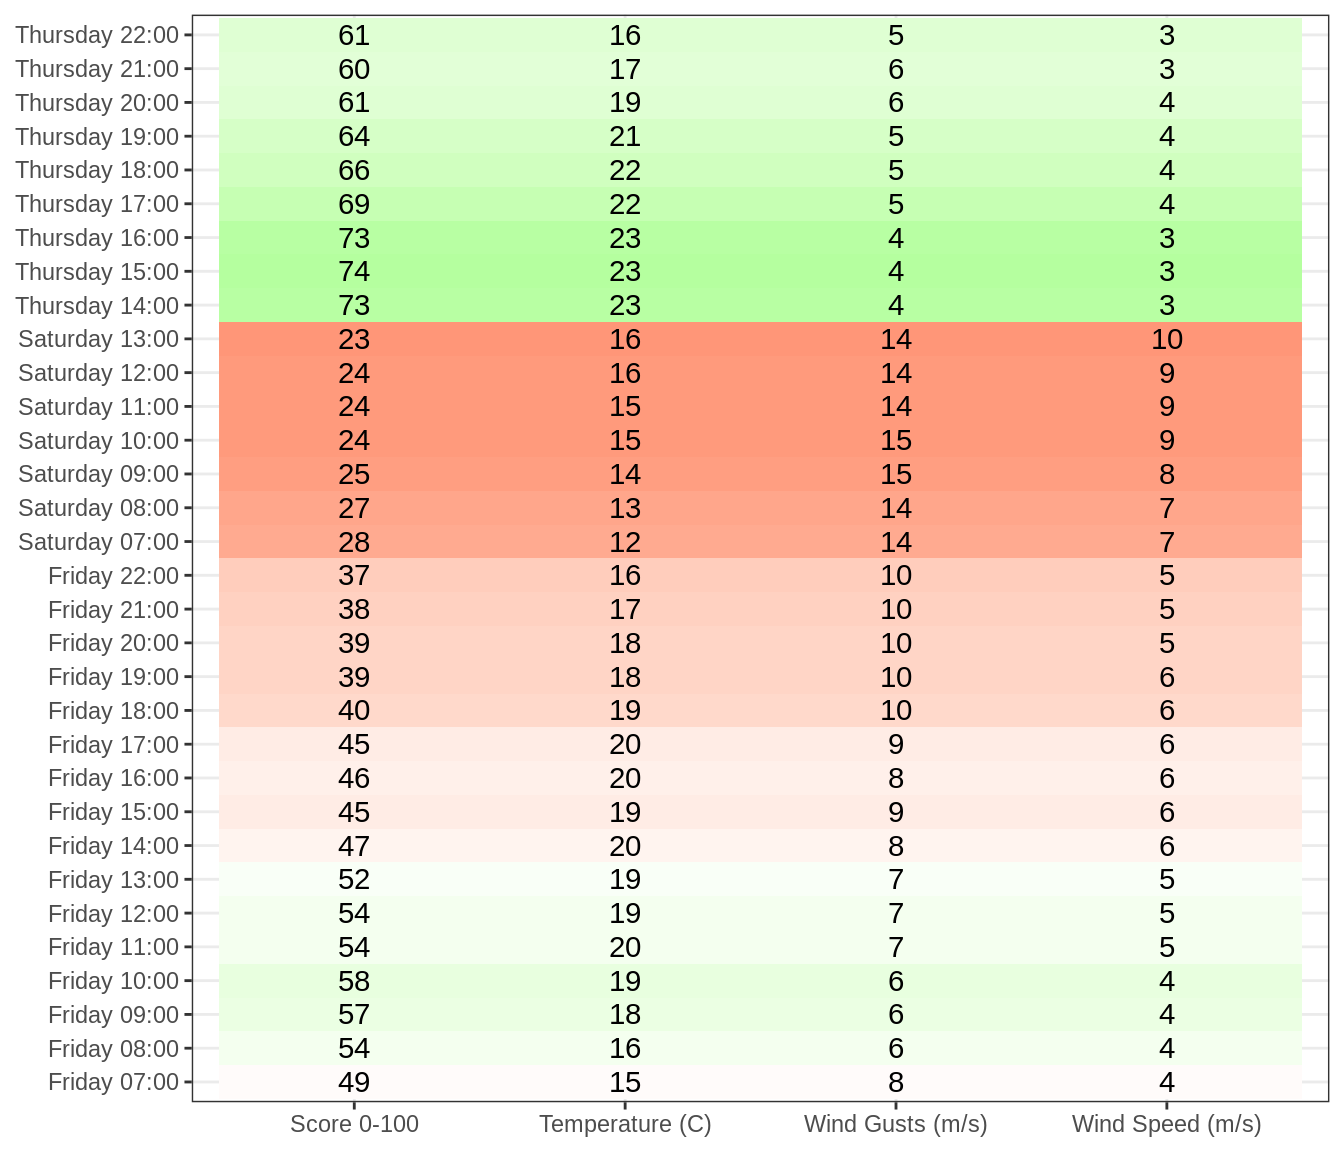 Thursday 22:00 61 16 5 3
Thursday 21:00 60 17 6 3
Thursday 20:00 61 19 6 4
Thursday 19:00 64 21 5 4
Thursday 18:00 66 22 5 4
Thursday 17:00 69 22 5 4
Thursday 16:00 73 23 4 3
Thursday 15:00 74 23 4 3
Thursday 14:00 73 23 4 3
Saturday 13:00 23 16 14 10
Saturday 12:00 24 16 14 9
Saturday 11:00 24 15 14 9
Saturday 10:00 24 15 15 9
Saturday 09:00 25 14 15 8
Saturday 08:00 27 13 14 7
Saturday 07:00 28 12 14 7
Friday 22:00 37 16 10 5
Friday 21:00 38 17 10 5
Friday 20:00 39 18 10 5
Friday 19:00 39 18 10 6
Friday 18:00 40 19 10 6
Friday 17:00 45 20 9 6
Friday 16:00 46 20 8 6
Friday 15:00 45 19 9 6
Friday 14:00 47 20 8 6
Friday 13:00 52 19 7 5
Friday 12:00 54 19 7 5
Friday 11:00 54 20 7 5
Friday 10:00 58 19 6 4
Friday 09:00 57 18 6 4
Friday 08:00 54 16 6 4
Friday 07:00 49 15 8 4
Score 0-100 Temperature (C) Wind Gusts (m/s) Wind Speed (m/s)